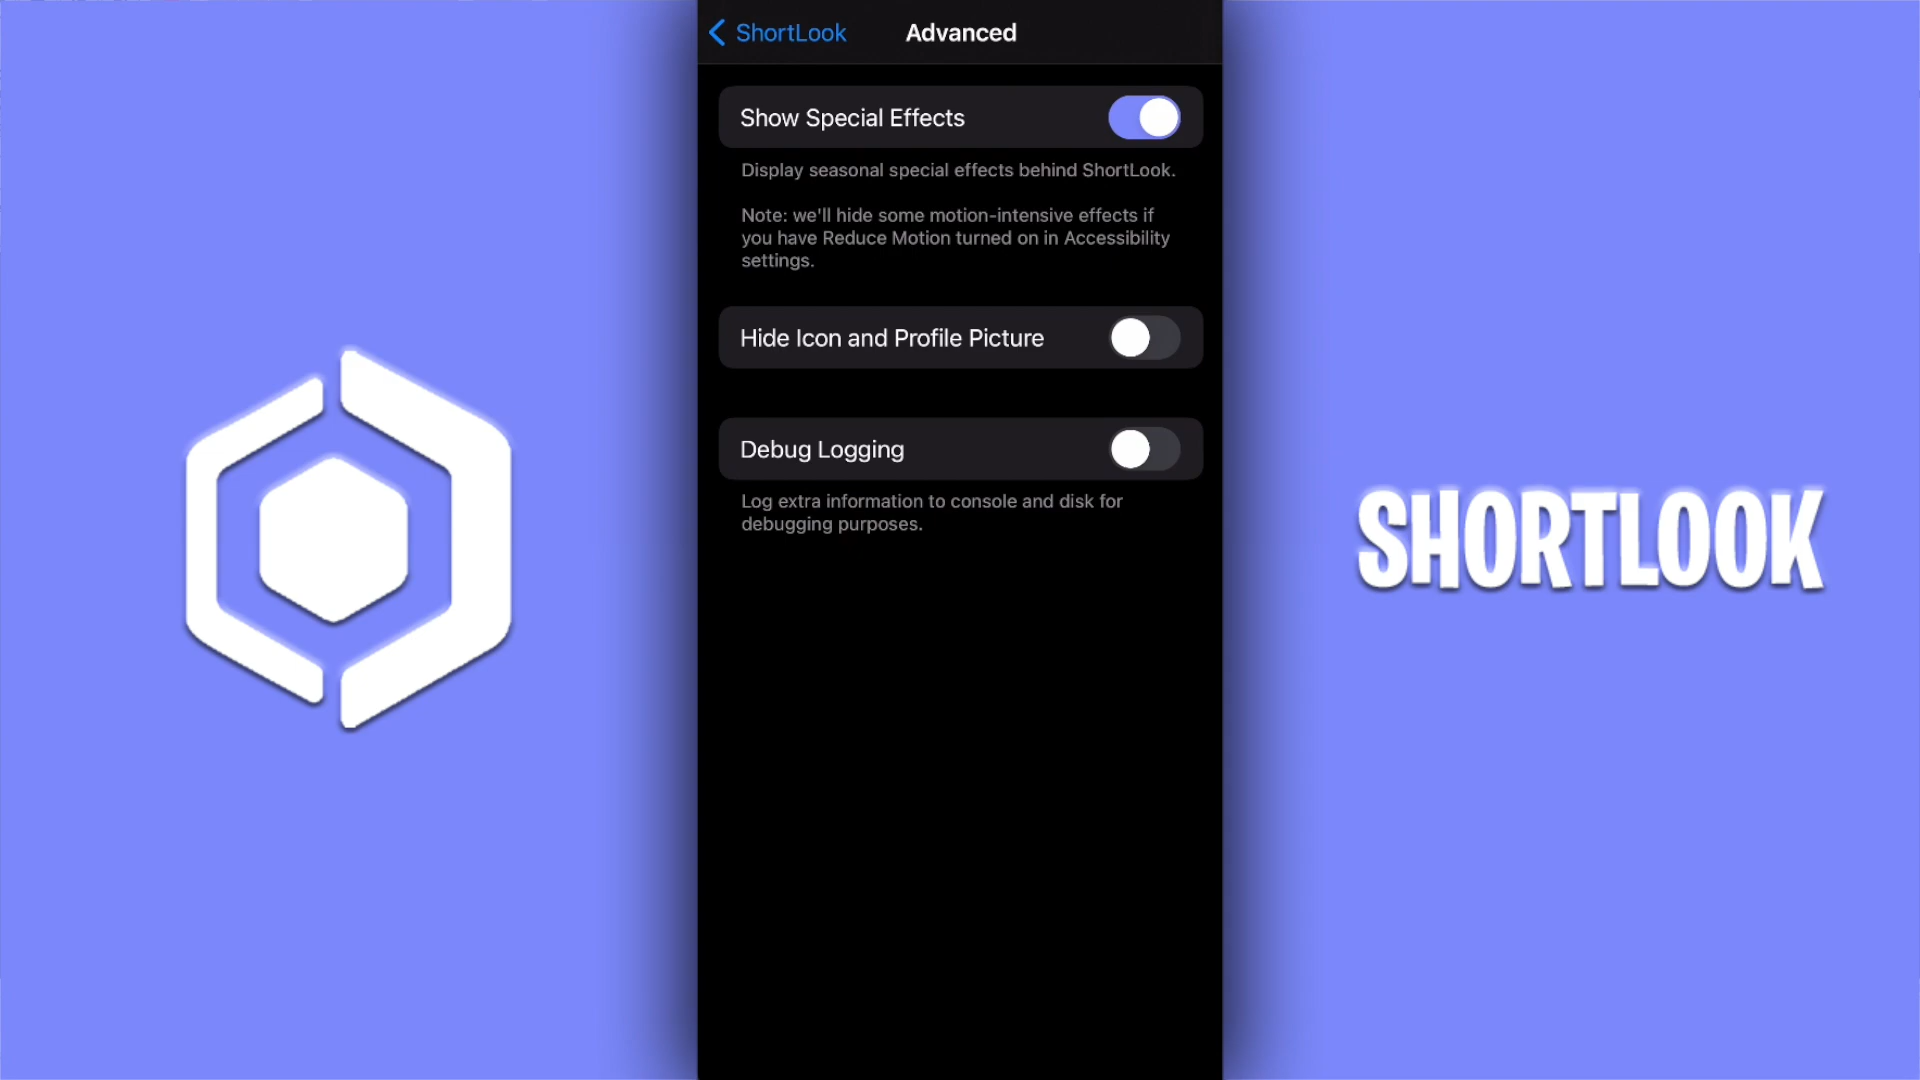 ShortLook
Advanced
Show Special Effects
Display seasonal special effects behind ShortLook.
Note: we'll hide some motion-intensive effects if
you have Reduce Motion turned on in Accessibility
settings.
Hide Icon and Profile Picture
Debug Logging
Log extra information to console and disk for
debugging purposes.
SHORTLOOK